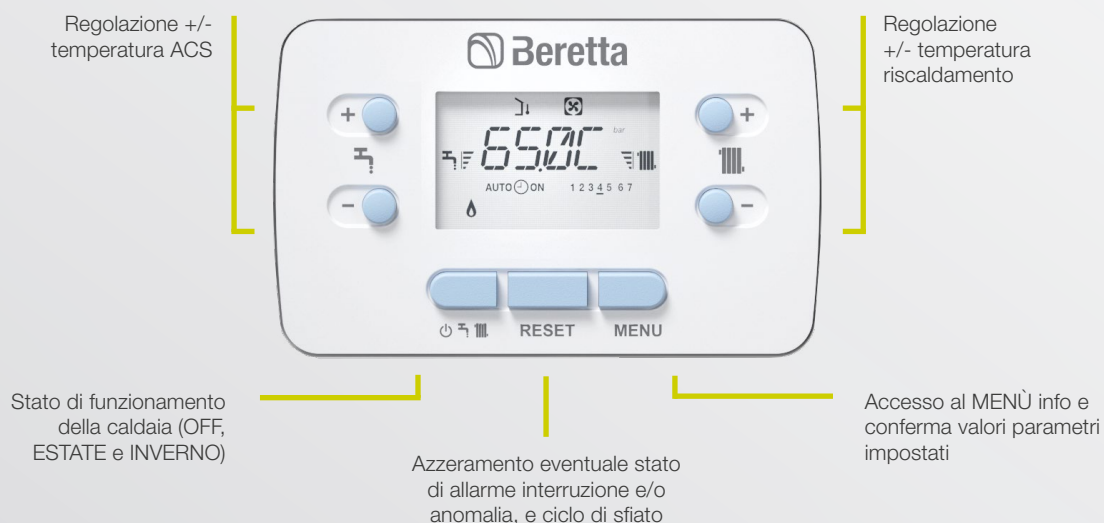 Regolazione +/-
temperatura ACS
Regolazione
+/- temperatura
riscaldamento
Beretta
+
+
bar
65.0C
AUTO ON 1 2 3 4 5 6 7
-
-
RESET MENU
Stato di funzionamento
della caldaia (OFF,
ESTATE e INVERNO)
Azzeramento eventuale stato
di allarme interruzione e/o
anomalia, e ciclo di sfiato
Accesso al MENÙ info e
conferma valori parametri
impostati